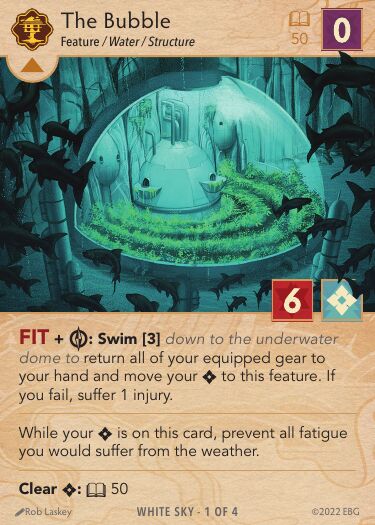 The Bubble
Feature / Water / Structure
50
0
6
FIT + : Swim [3] down to the underwater
dome to return all of your equipped gear to
your hand and move your to this feature. If
you fail, suffer 1 injury.
While your is on this card, prevent all fatigue
you would suffer from the weather.
Clear : 50
Rob Laskey
WHITE SKY - 1 OF 4
©2022 EBG